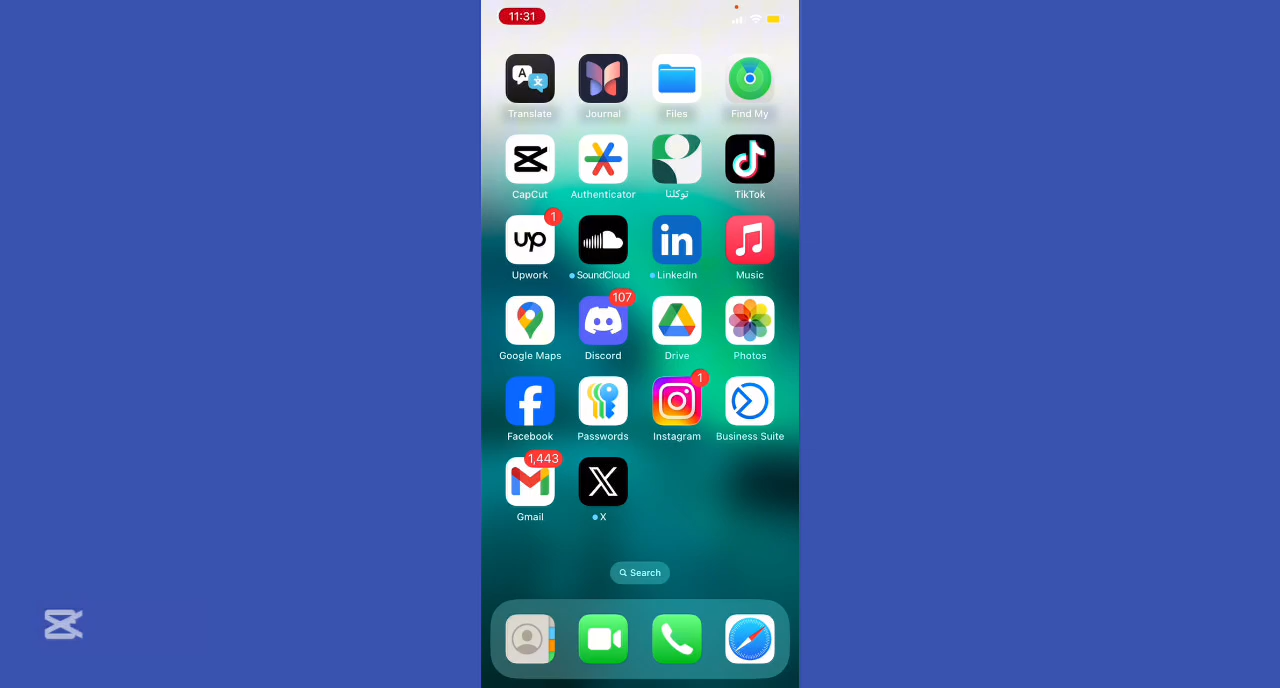 11:31
Translate
Journal
Files
Find My
CapCut
Authenticator
توكلنا
TikTok
1
Upwork
SoundCloud
LinkedIn
Music
107
Google Maps
Discord
Drive
Photos
1
Facebook
Passwords
Instagram
Business Suite
1,443
Gmail
X
Search